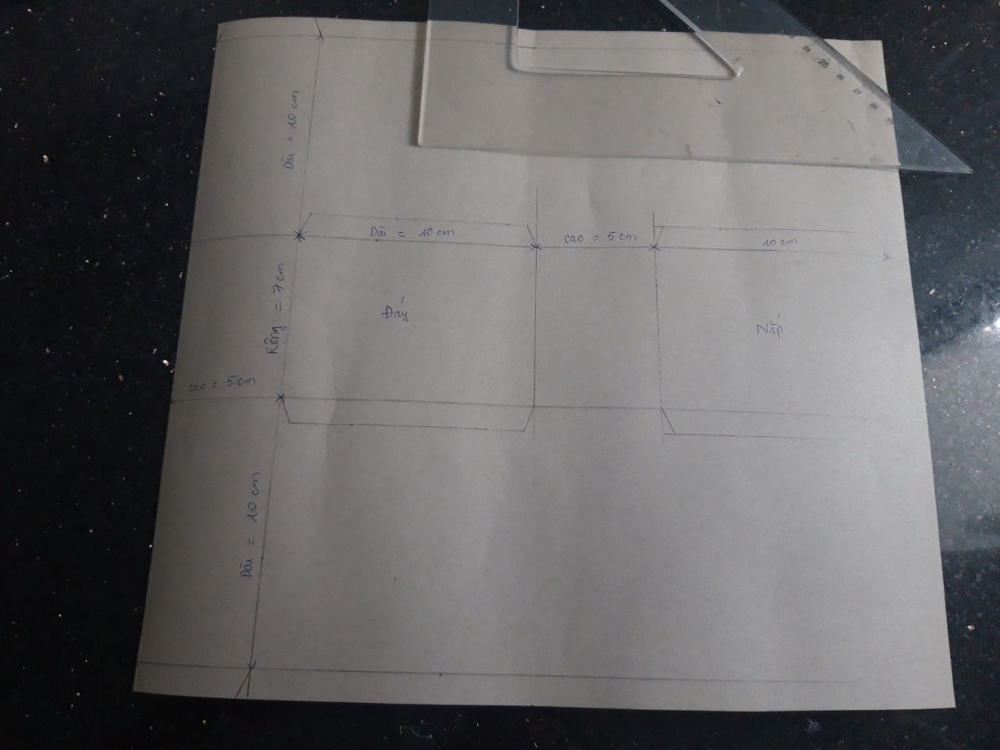 Dài = 10 cm
Dài = 10 cm
cao = 5 cm
10 cm
Rộng = 7 cm
Đáy
Nắp
cao = 5 cm
Dài = 10 cm